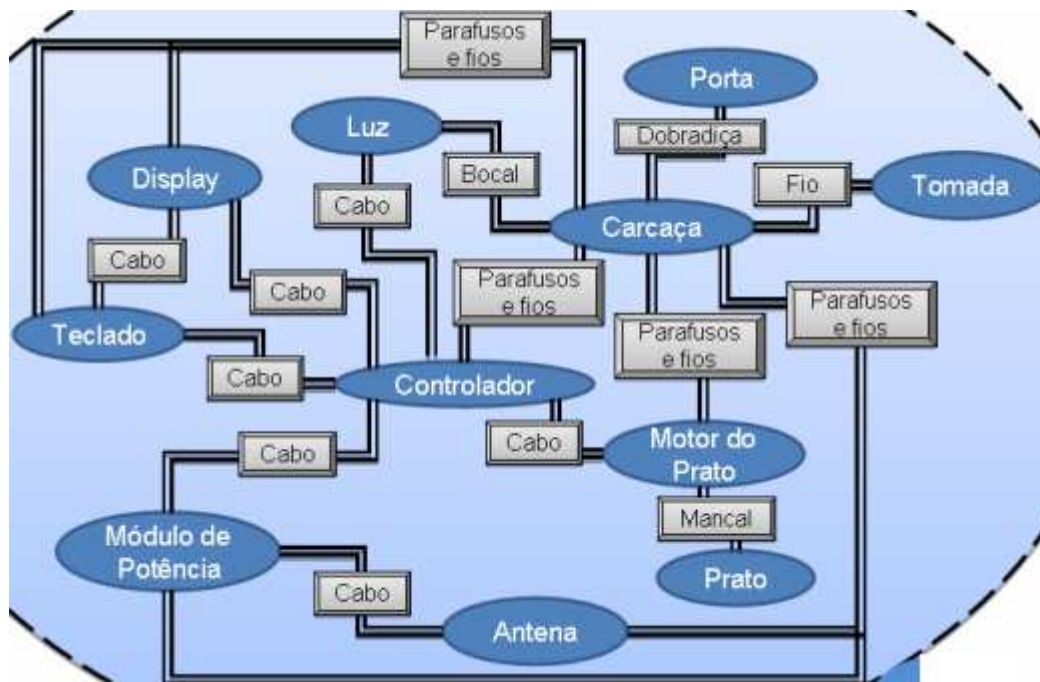 Parafusos
e fios
Porta
Luz
Dobradiça
Display
Bocal
Fio
Tomada
Cabo
Carcaça
Cabo
Cabo
Parafusos
e fios
Parafusos
e fios
Teclado
Parafusos
e fios
Cabo
Controlador
Cabo
Cabo
Motor do
Prato
Mancal
Módulo de
Potência
Prato
Cabo
Antena